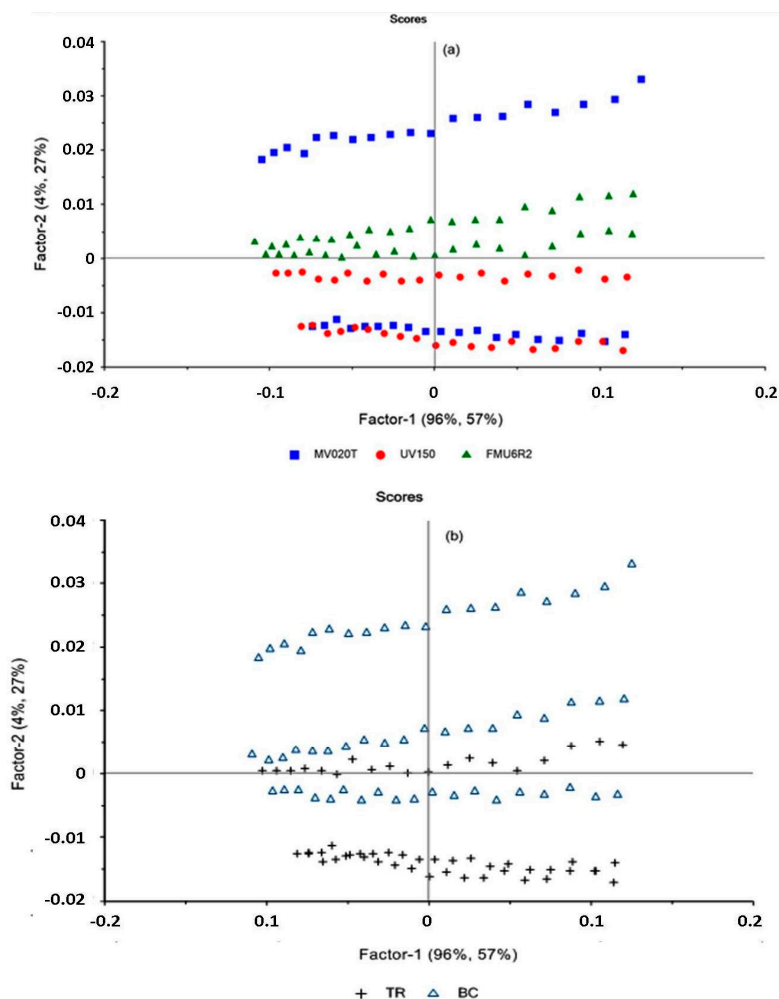 Scores
(a)
0.04
0.03
0.02
0.01
0
-0.01
-0.02
Factor-2 (4%, 27%)
-0.2
-0.1
0
0.1
0.2
Factor-1 (96%, 57%)
MV020T UV150 FMU6R2
Scores
(b)
0.04
0.03
0.02
0.01
0
-0.01
-0.02
Factor-2 (4%, 27%)
-0.2
0.1
0
0.1
0.2
Factor-1 (96%, 57%)
TR BC